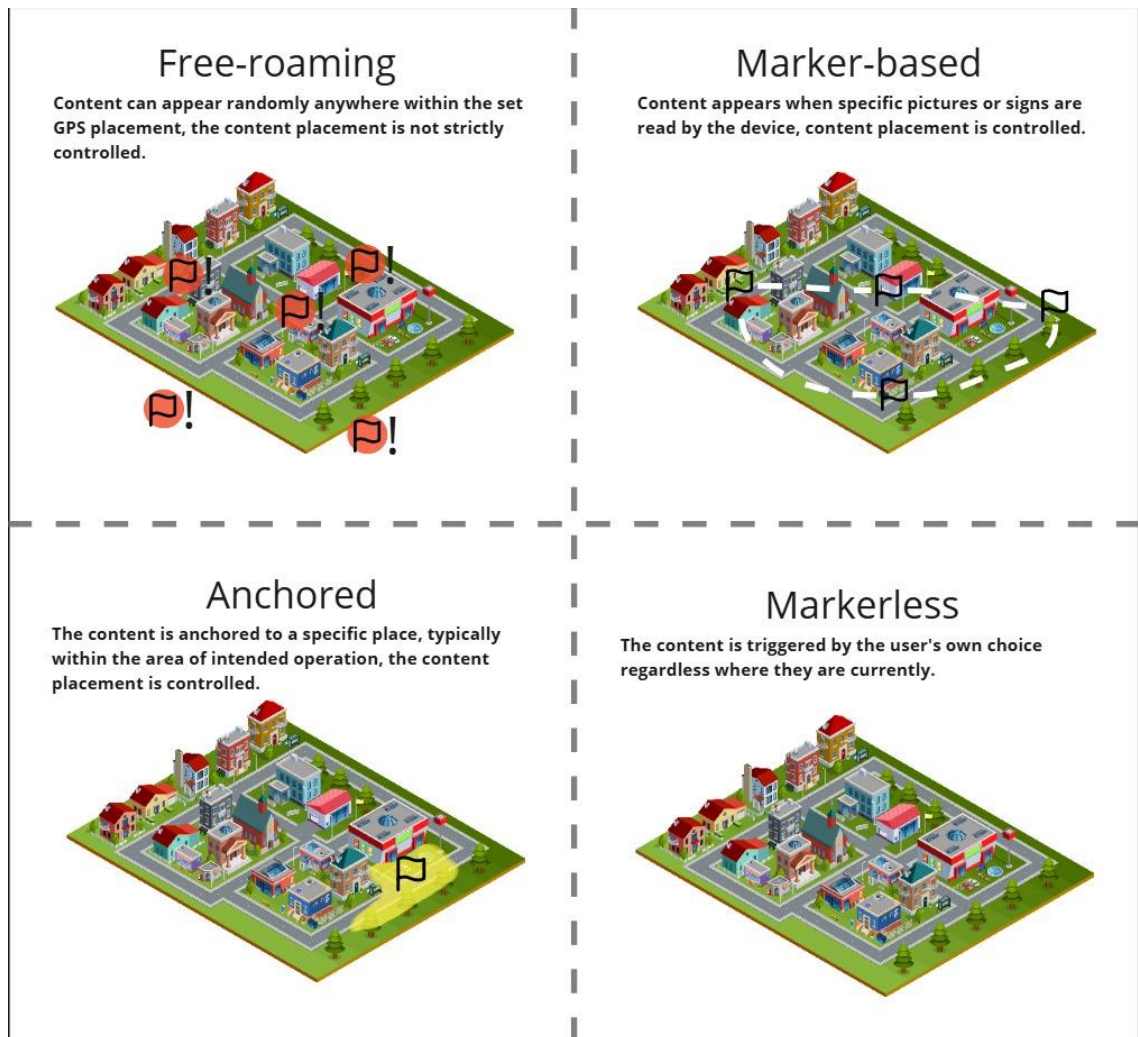 Free-roaming
Content can appear randomly anywhere within the set
GPS placement, the content placement is not strictly
controlled.
Marker-based
Content appears when specific pictures or signs are
read by the device, content placement is controlled.
Anchored
The content is anchored to a specific place, typically
within the area of intended operation, the content
placement is controlled.
Markerless
The content is triggered by the user's own choice
regardless where they are currently.